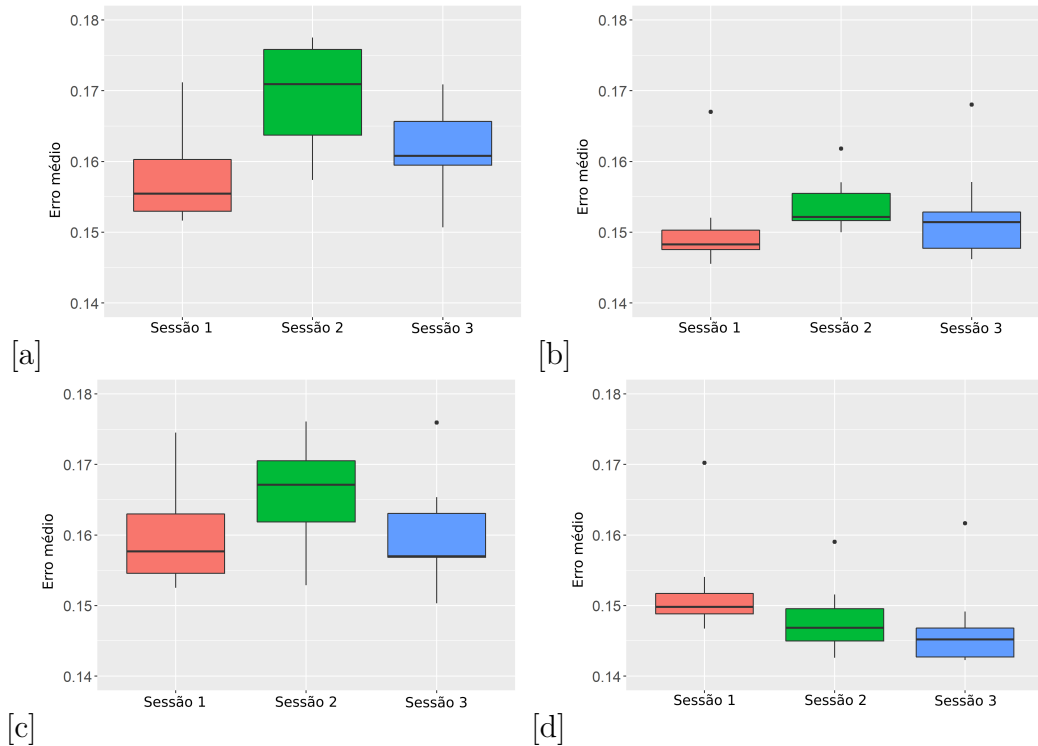 0.18
0.17
0.16
0.15
0.14
Erro médio
Sessão 1
Sessão 2
Sessão 3
[a]
0.18
0.17
0.16
0.15
0.14
Erro médio
Sessão 1
Sessão 2
Sessão 3
[b]
0.18
0.17
0.16
0.15
0.14
Erro médio
Sessão 1
Sessão 2
Sessão 3
[c]
0.18
0.17
0.16
0.15
0.14
Erro médio
Sessão 1
Sessão 2
Sessão 3
[d]